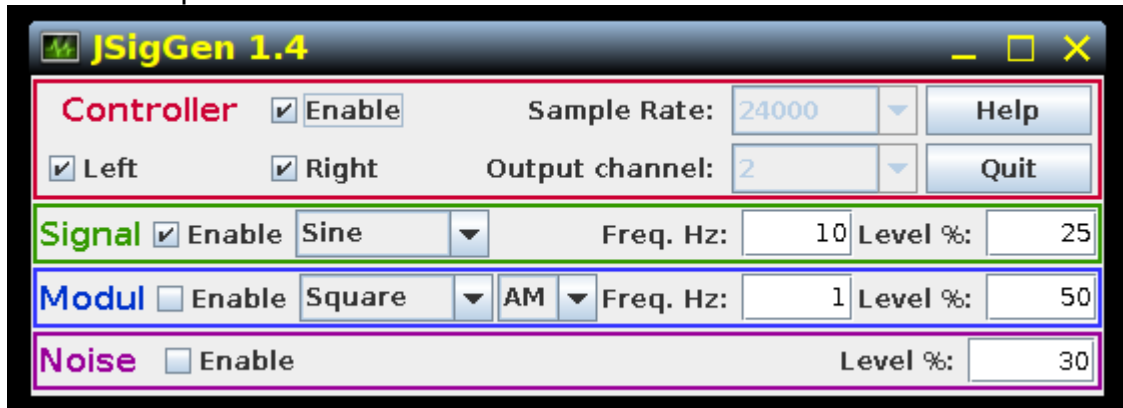 JSigGen 1.4
Controller Enable Sample Rate: 24000 Help
Left Right Output channel: 2 Quit
Signal Enable Sine Freq. Hz: 10 Level %: 25
Modul Enable Square AM Freq. Hz: 1 Level %: 50
Noise Enable Level %: 30